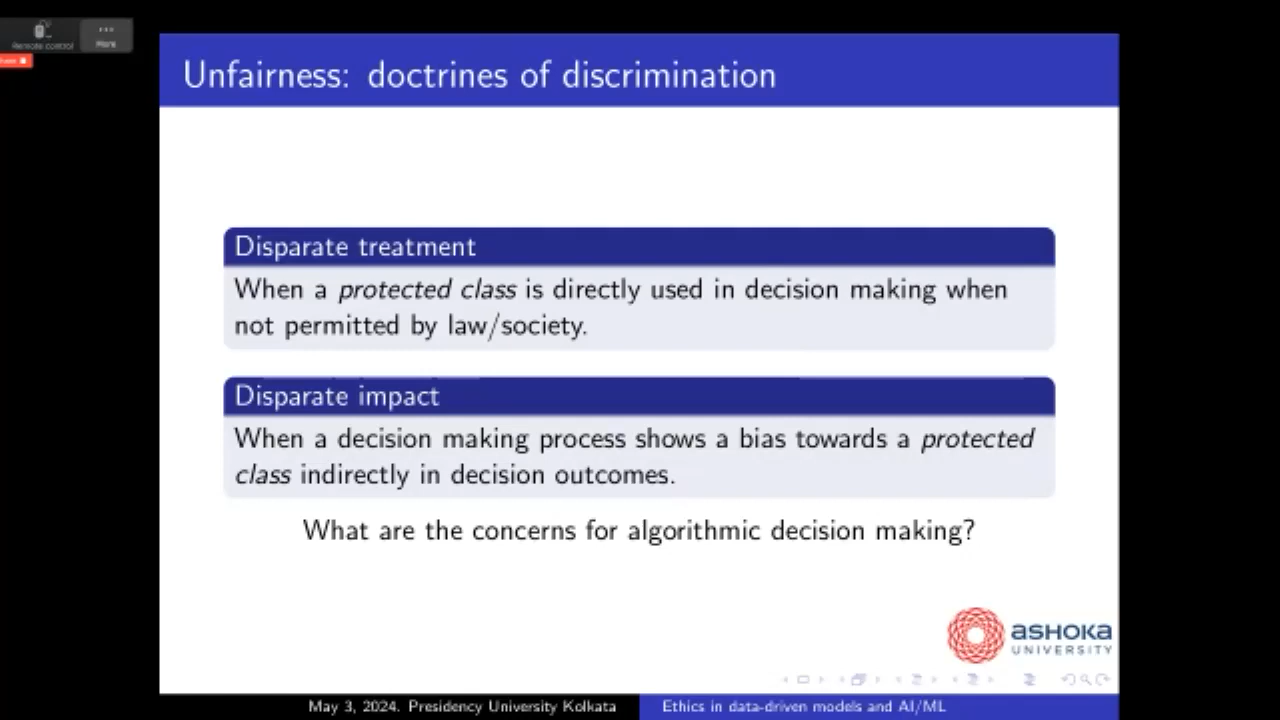 Remote control
More
Unfairness: doctrines of discrimination
Disparate treatment
When a protected class is directly used in decision making when
not permitted by law/society.
Disparate impact
When a decision making process shows a bias towards a protected
class indirectly in decision outcomes.
What are the concerns for algorithmic decision making?
ASHOKA
UNIVERSITY
May 3, 2024. Presidency University Kolkata
Ethics in data-driven models and AI/ML